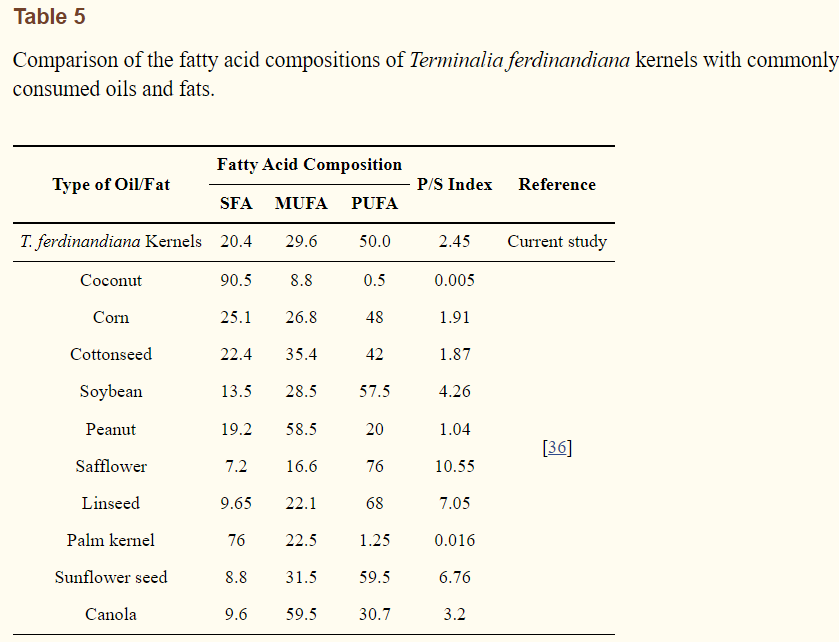 Table 5
Comparison of the fatty acid compositions of Terminalia ferdinandiana kernels with commonly
consumed oils and fats.
Type of Oil/Fat Fatty Acid Composition P/S Index Reference
SFA MUFA PUFA
T. ferdinandiana Kernels 20.4 29.6 50.0 2.45 Current study
Coconut 90.5 8.8 0.5 0.005
Corn 25.1 26.8 48 1.91
Cottonseed 22.4 35.4 42 1.87
Soybean 13.5 28.5 57.5 4.26
Peanut 19.2 58.5 20 1.04
[36]
Safflower 7.2 16.6 76 10.55
Linseed 9.65 22.1 68 7.05
Palm kernel 76 22.5 1.25 0.016
Sunflower seed 8.8 31.5 59.5 6.76
Canola 9.6 59.5 30.7 3.2